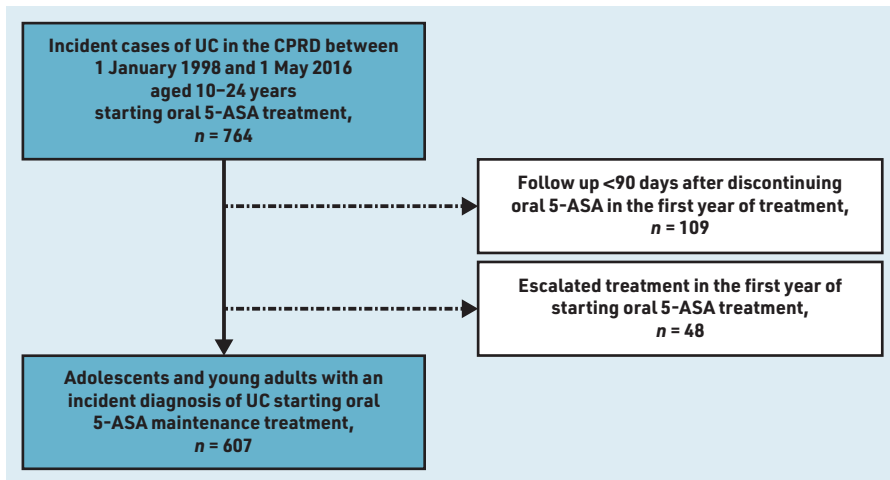 Incident cases of UC in the CPRD between
1 January 1998 and 1 May 2016
aged 10–24 years
starting oral 5-ASA treatment,
n = 764
Follow up <90 days after discontinuing
oral 5-ASA in the first year of treatment,
n = 109
Escalated treatment in the first year of
starting oral 5-ASA treatment,
n = 48
Adolescents and young adults with an
incident diagnosis of UC starting oral
5-ASA maintenance treatment,
n = 607